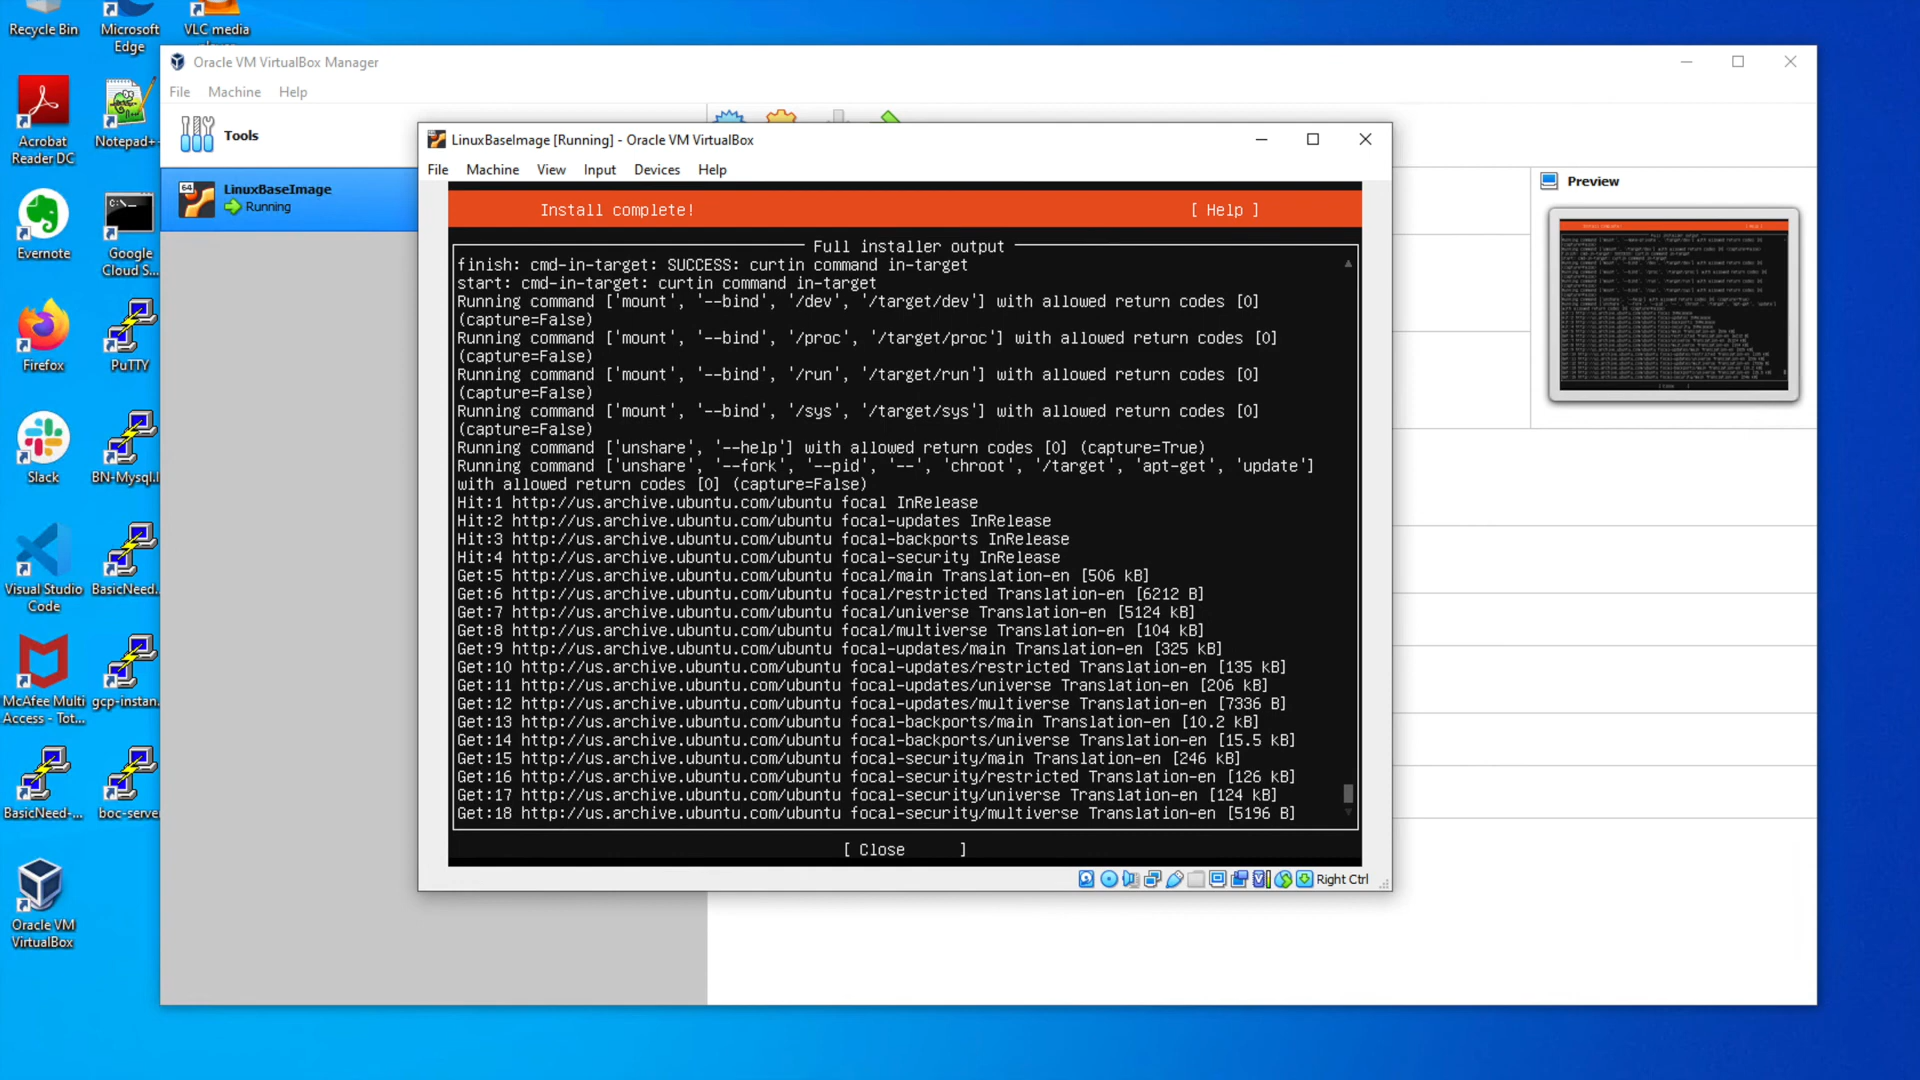 Recycle Bin
Microsoft Edge
VLC media
Acrobat Reader DC
Notepad+
Evernote
Google Cloud S...
Firefox
PuTTY
Slack
BN-Mysql.l
Visual Studio Code
BasicNeed.
McAfee Multi Access - Tot...
gcp-instan.
BasicNeed-...
boc-server
Oracle VM VirtualBox
Oracle VM VirtualBox Manager
File Machine Help
Tools
64
LinuxBaseImage
Running
Preview
LinuxBaseImage [Running] - Oracle VM VirtualBox
File Machine View Input Devices Help
Install complete! [ Help ]
Full installer output
finish: cmd-in-target: SUCCESS: curtin command in-target
start: cmd-in-target: curtin command in-target
Running command ['mount', '--bind', '/dev', '/target/dev'] with allowed return codes [0]
(capture=False)
Running command ['mount', '--bind', '/proc', '/target/proc'] with allowed return codes [0]
(capture=False)
Running command ['mount', '--bind', '/run', '/target/run'] with allowed return codes [0]
(capture=False)
Running command ['mount', '--bind', '/sys', '/target/sys'] with allowed return codes [0]
(capture=False)
Running command ['unshare', '--help'] with allowed return codes [0] (capture=True)
Running command ['unshare', '--fork', '--pid', '--', 'chroot', '/target', 'apt-get', 'update']
with allowed return codes [0] (capture=False)
Hit:1 http://us.archive.ubuntu.com/ubuntu focal InRelease
Hit:2 http://us.archive.ubuntu.com/ubuntu focal-updates InRelease
Hit:3 http://us.archive.ubuntu.com/ubuntu focal-backports InRelease
Hit:4 http://us.archive.ubuntu.com/ubuntu focal-security InRelease
Get:5 http://us.archive.ubuntu.com/ubuntu focal/main Translation-en [506 kB]
Get:6 http://us.archive.ubuntu.com/ubuntu focal/restricted Translation-en [6212 B]
Get:7 http://us.archive.ubuntu.com/ubuntu focal/universe Translation-en [5124 kB]
Get:8 http://us.archive.ubuntu.com/ubuntu focal/multiverse Translation-en [104 kB]
Get:9 http://us.archive.ubuntu.com/ubuntu focal-updates/main Translation-en [325 kB]
Get:10 http://us.archive.ubuntu.com/ubuntu focal-updates/restricted Translation-en [135 kB]
Get:11 http://us.archive.ubuntu.com/ubuntu focal-updates/universe Translation-en [206 kB]
Get:12 http://us.archive.ubuntu.com/ubuntu focal-updates/multiverse Translation-en [7336 B]
Get:13 http://us.archive.ubuntu.com/ubuntu focal-backports/main Translation-en [10.2 kB]
Get:14 http://us.archive.ubuntu.com/ubuntu focal-backports/universe Translation-en [15.5 kB]
Get:15 http://us.archive.ubuntu.com/ubuntu focal-security/main Translation-en [246 kB]
Get:16 http://us.archive.ubuntu.com/ubuntu focal-security/restricted Translation-en [126 kB]
Get:17 http://us.archive.ubuntu.com/ubuntu focal-security/universe Translation-en [124 kB]
Get:18 http://us.archive.ubuntu.com/ubuntu focal-security/multiverse Translation-en [5196 B]
[ Close ]
Right Ctrl